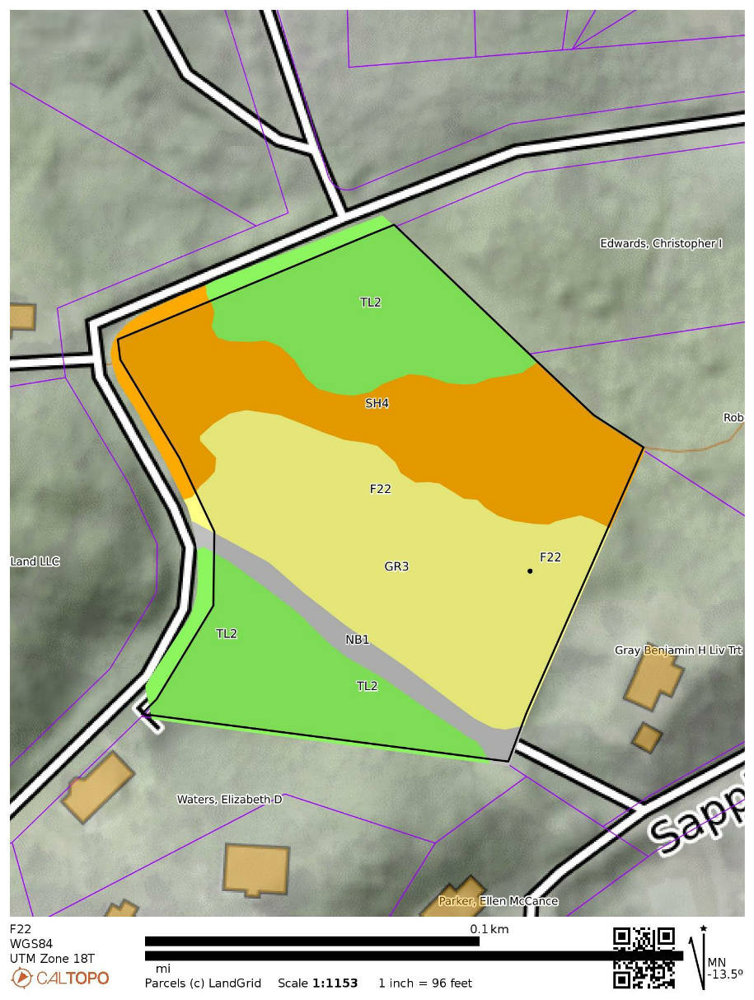 Edwards, Christopher I
TL2
SH4
Rob
F22
F22
Land LLC
GR3
TL2
NB1
Gray Benjamin H Liv Trt
TL2
Waters, Elizabeth D
Sapp
Parker, Ellen McCance
F22
WGS84
UTM Zone 18T
CALTOPO
0.1 km
mi
Parcels (c) LandGrid Scale 1:1153 1 inch = 96 feet
MN
-13.5º